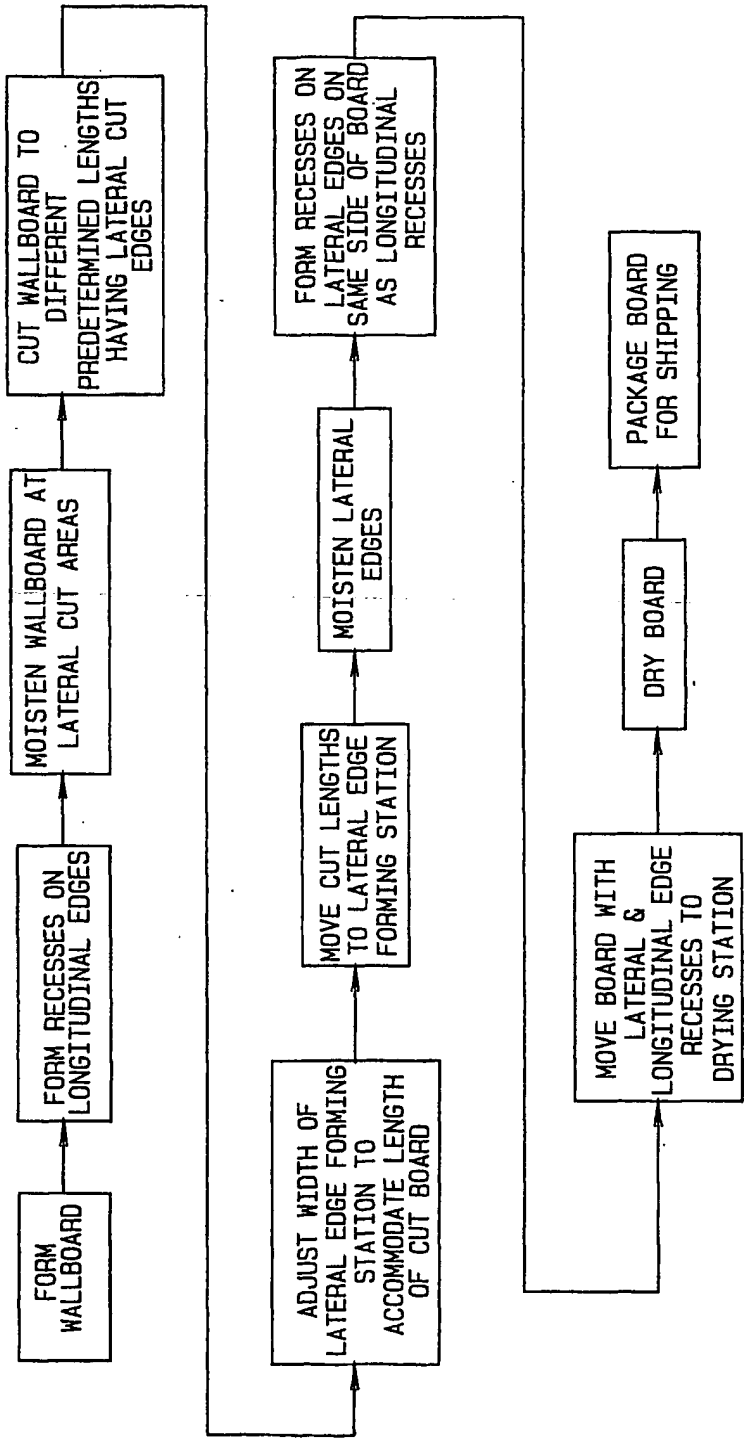 FORM
WALLBOARD
FORM RECESSES ON
LONGITUDINAL EDGES
MOISTEN WALLBOARD AT
LATERAL CUT AREAS
CUT WALLBOARD TO
DIFFERENT
PREDETERMINED LENGTHS
HAVING LATERAL CUT
EDGES
ADJUST WIDTH OF
LATERAL EDGE FORMING
STATION TO
ACCOMMODATE LENGTH
OF CUT BOARD
MOVE CUT LENGTHS
TO LATERAL EDGE
FORMING STATION
MOISTEN LATERAL
EDGES
FORM RECESSES ON
LATERAL EDGES ON
SAME SIDE OF BOARD
AS LONGITUDINAL
RECESSES
MOVE BOARD WITH
LATERAL &
LONGITUDINAL EDGE
RECESSES TO
DRYING STATION
DRY BOARD
PACKAGE BOARD
FOR SHIPPING